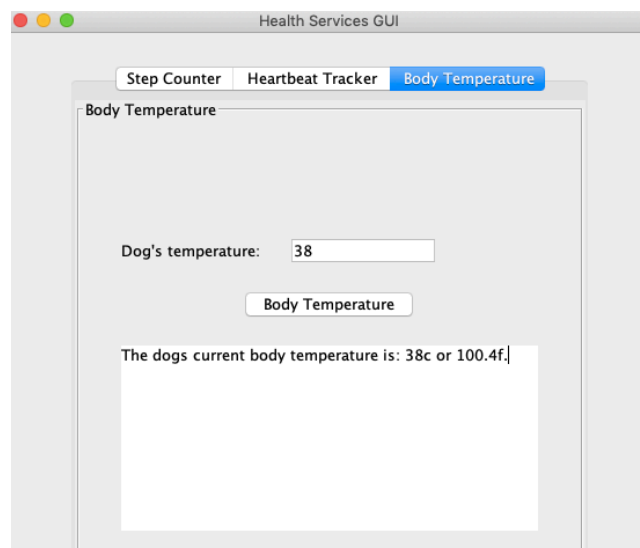 Health Services GUI
Step Counter Heartbeat Tracker Body Temperature
Body Temperature
Dog's temperature: 38
Body Temperature
The dogs current body temperature is: 38c or 100.4f.